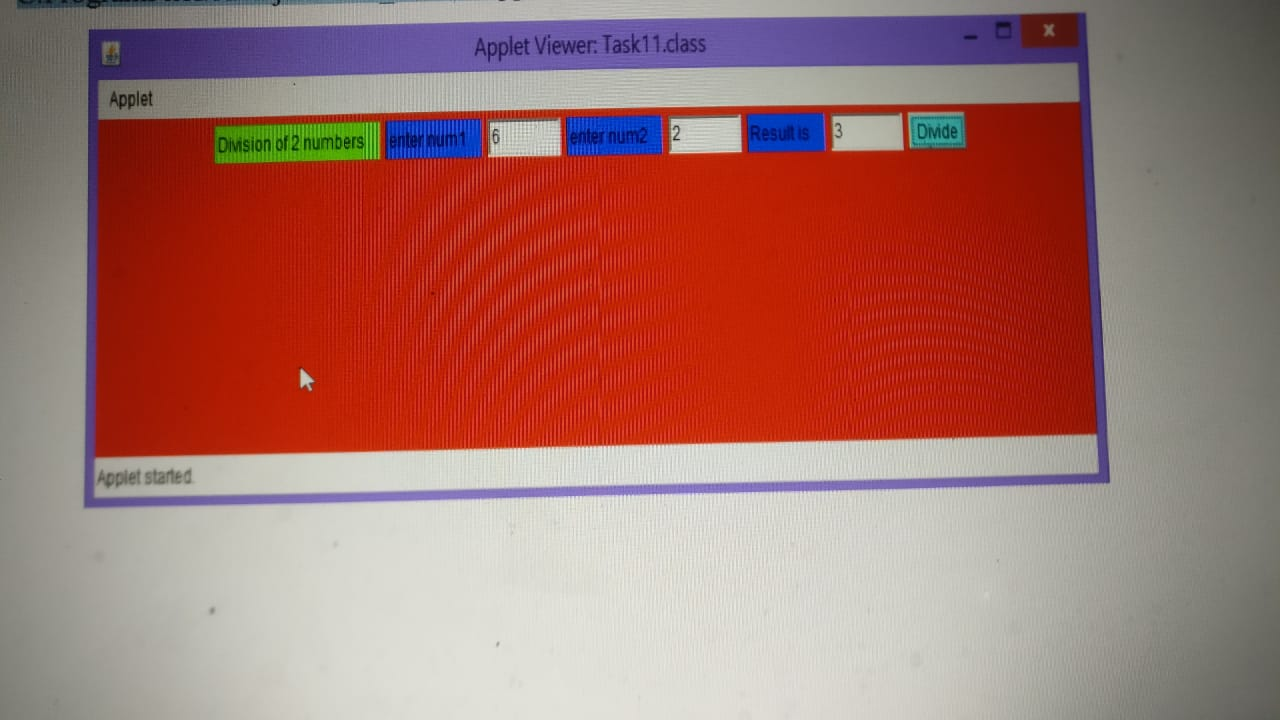 Applet Viewer: Task11.class
Applet
Division of 2 numbers enter num1 6 enter num2 2 Result is 3 Divide
Applet started.